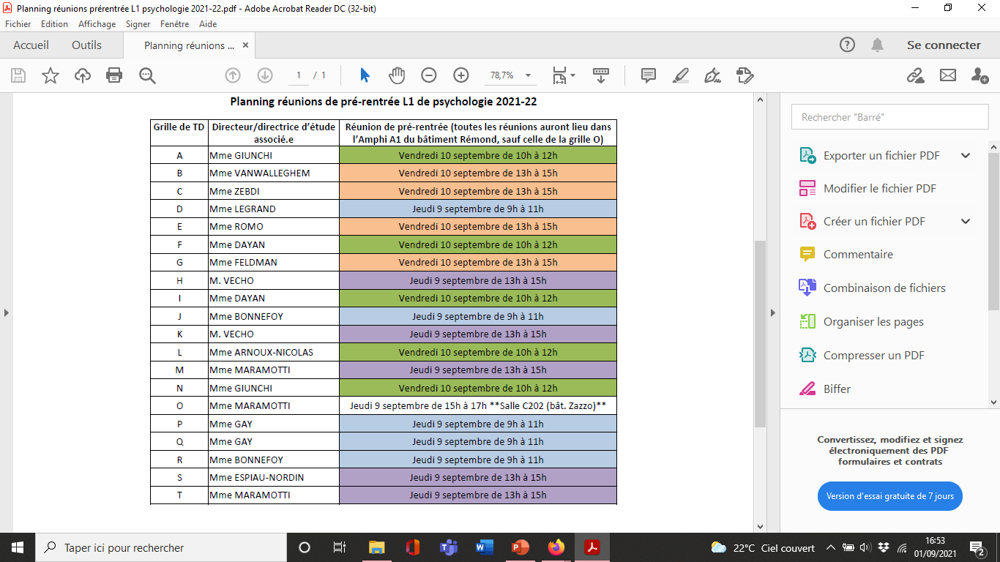 Planning réunions prérentrée L1 psychologie 2021-22.pdf - Adobe Acrobat Reader DC (32-bit)
Fichier Edition Affichage Signer Fenêtre Aide
Accueil Outils Planning réunions ... × Se connecter
1 / 1 78,7%
Planning réunions de pré-rentrée L1 de psychologie 2021-22
Grille de TD Directeur/directrice d'étude associé.e Réunion de pré-rentrée (toutes les réunions auront lieu dans l'Amphi A1 du bâtiment Rémond, sauf celle de la grille O)
A Mme GIUNCHI Vendredi 10 septembre de 10h à 12h
B Mme VANWALLEGHEM Vendredi 10 septembre de 13h à 15h
C Mme ZEBDI Vendredi 10 septembre de 13h à 15h
D Mme LEGRAND Jeudi 9 septembre de 9h à 11h
E Mme ROMO Vendredi 10 septembre de 13h à 15h
F Mme DAYAN Vendredi 10 septembre de 10h à 12h
G Mme FELDMAN Vendredi 10 septembre de 13h à 15h
H M. VECHO Jeudi 9 septembre de 13h à 15h
I Mme DAYAN Vendredi 10 septembre de 10h à 12h
J Mme BONNEFOY Jeudi 9 septembre de 9h à 11h
K M. VECHO Jeudi 9 septembre de 13h à 15h
L Mme ARNOUX-NICOLAS Vendredi 10 septembre de 10h à 12h
M Mme MARAMOTTI Jeudi 9 septembre de 13h à 15h
N Mme GIUNCHI Vendredi 10 septembre de 10h à 12h
O Mme MARAMOTTI Jeudi 9 septembre de 15h à 17h **Salle C202 (bât. Zazzo)**
P Mme GAY Jeudi 9 septembre de 9h à 11h
Q Mme GAY Jeudi 9 septembre de 9h à 11h
R Mme BONNEFOY Jeudi 9 septembre de 9h à 11h
S Mme ESPIAU-NORDIN Jeudi 9 septembre de 13h à 15h
T Mme MARAMOTTI Jeudi 9 septembre de 13h à 15h
Rechercher "Barré"
Exporter un fichier PDF
Modifier le fichier PDF
Créer un fichier PDF
Commentaire
Combinaison de fichiers
Organiser les pages
Compresser un PDF
Biffer
Convertissez, modifiez et signez
électroniquement des PDF
formulaires et contrats
Version d'essai gratuite de 7 jours
Taper ici pour rechercher
22°C Ciel couvert
16:53
01/09/2021
2